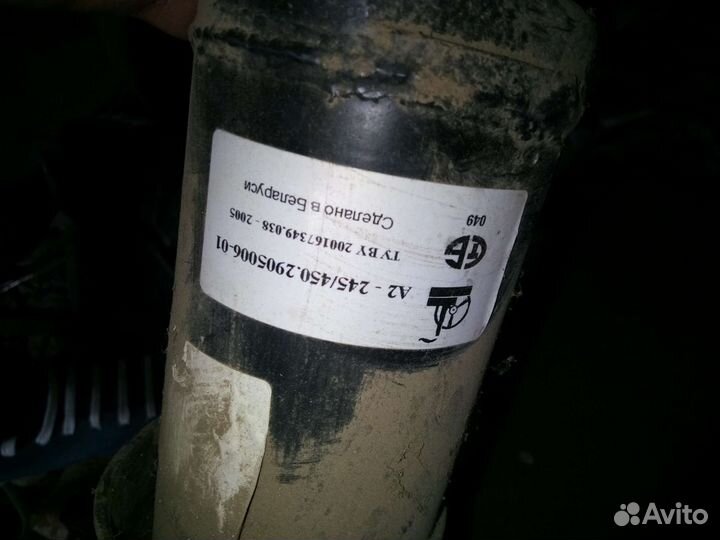 А2 - 245/450.2905006-01
ТУ BY 200167349.038 - 2005
Сделано в Беларуси
049
Avito